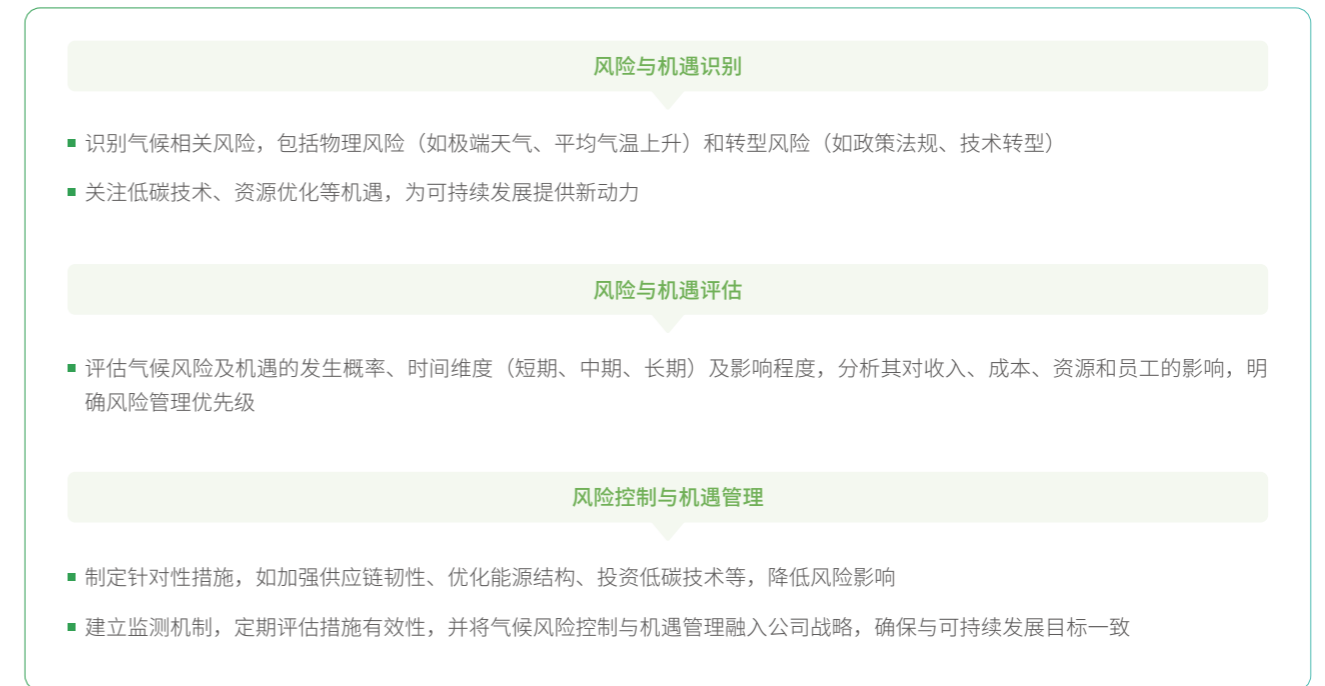 风险与机遇识别
识别气候相关风险，包括物理风险（如极端天气、平均气温上升）和转型风险（如政策法规、技术转型）
关注低碳技术、资源优化等机遇，为可持续发展提供新动力
风险与机遇评估
评估气候风险及机遇的发生概率、时间维度（短期、中期、长期）及影响程度，分析其对收入、成本、资源和员工的影响，明
确风险管理优先级
风险控制与机遇管理
制定针对性措施，如加强供应链韧性、优化能源结构、投资低碳技术等，降低风险影响
建立监测机制，定期评估措施有效性，并将气候风险控制与机遇管理融入公司战略，确保与可持续发展目标一致